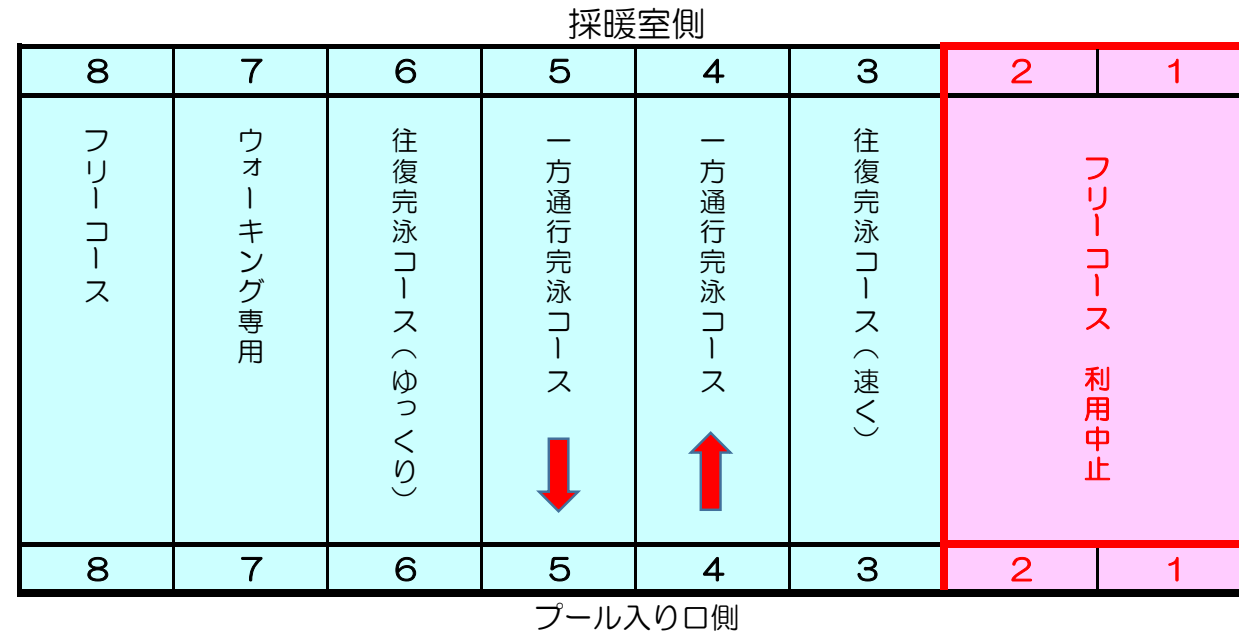 採暖室側
8 7 6 5 4 3 2 1
フリーコース
ウォーキング専用
往復完泳コース（ゆっくり）
一方通行完泳コース
一方通行完泳コース
往復完泳コース（速く）
フリーコース 利用中止
8 7 6 5 4 3 2 1
プール入り口側